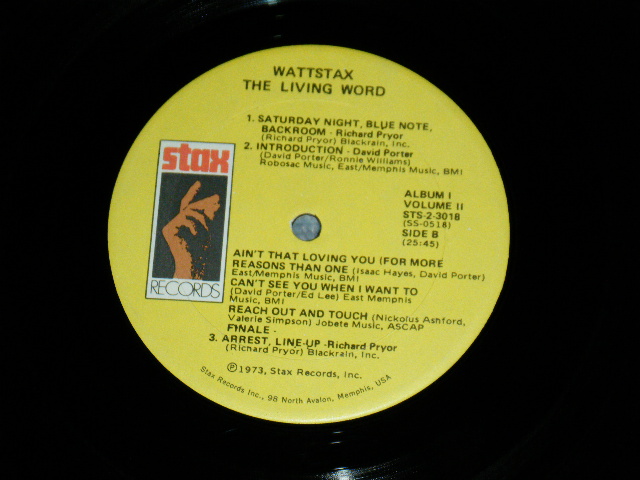 WATTSTAX
THE LIVING WORD
1. SATURDAY NIGHT, BLUE NOTE,
BACKROOM - Richard Pryor
(Richard Pryor) Blackrain, Inc.
2. INTRODUCTION - David Porter
(David Porter/Ronnie Williams)
Robosac Music, East/Memphis Music, BMI
stax
RECORDS
ALBUM I
VOLUME II
STS-2-3018
(SS-0518)
SIDE B
(25:45)
AIN'T THAT LOVING YOU (FOR MORE
REASONS THAN ONE (Isaac Hayes, David Porter)
East/Memphis Music, BMI
CAN'T SEE YOU WHEN I WANT TO
(David Porter/Ed Lee) East Memphis
Music, BMI
REACH OUT AND TOUCH (Nickolus Ashford,
Valerie Simpson) Jobete Music, ASCAP
FYNALE -
3. ARREST, LINE-UP -Richard Pryor
(Richard Pryor) Blackrain, Inc.
℗1973, Stax Records, Inc.
Stax Records Inc., 98 North Avalon, Memphis, USA